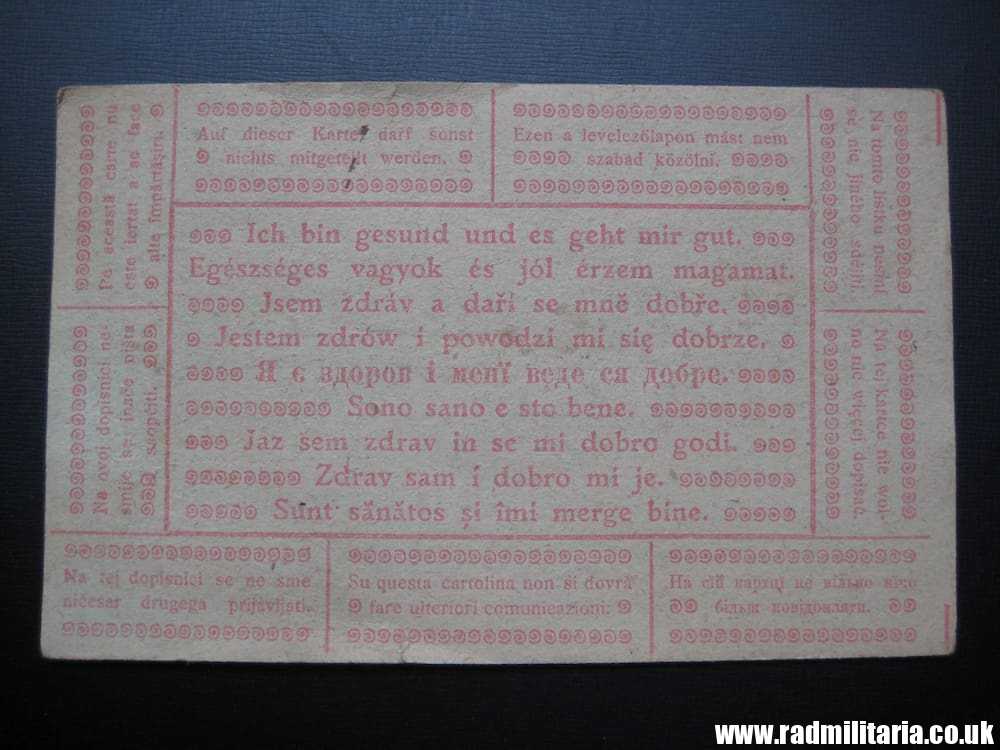 Auf dieser Karte darf sonst
nichts mitgeteilt werden.
Ezen a levelezőlapon mást nem
szabad közölni.
Pe această carte nu
este iertat a se face
alte împărtășiri.
Na tomto lístku nesmí
se nic jiného sděliti.
Ich bin gesund und es geht mir gut.
Egészséges vagyok és jól érzem magamat.
Jsem zdráv a daří se mně dobře.
Jestem zdrów i powodzi mi się dobrze.
Я є здоров і менї веде ся добре.
Sono sano e sto bene.
Jaz sem zdrav in se mi dobro godi.
Zdrav sam i dobro mi je.
Sunt sănătos și îmi merge bine.
Na ovoj dopisnici ne-
smije se inače ništa
saopćiti.
Na tej kartce nie wol-
no nic więcej dopisać.
Na tej dopisnici se ne sme
ničesar drugega prijavljati.
Su questa cartolina non si dovrà
fare ulteriori comunicazioni.
На сїй картцї не вільно нїчо
більш повідомляти.
www.radmilitaria.co.uk